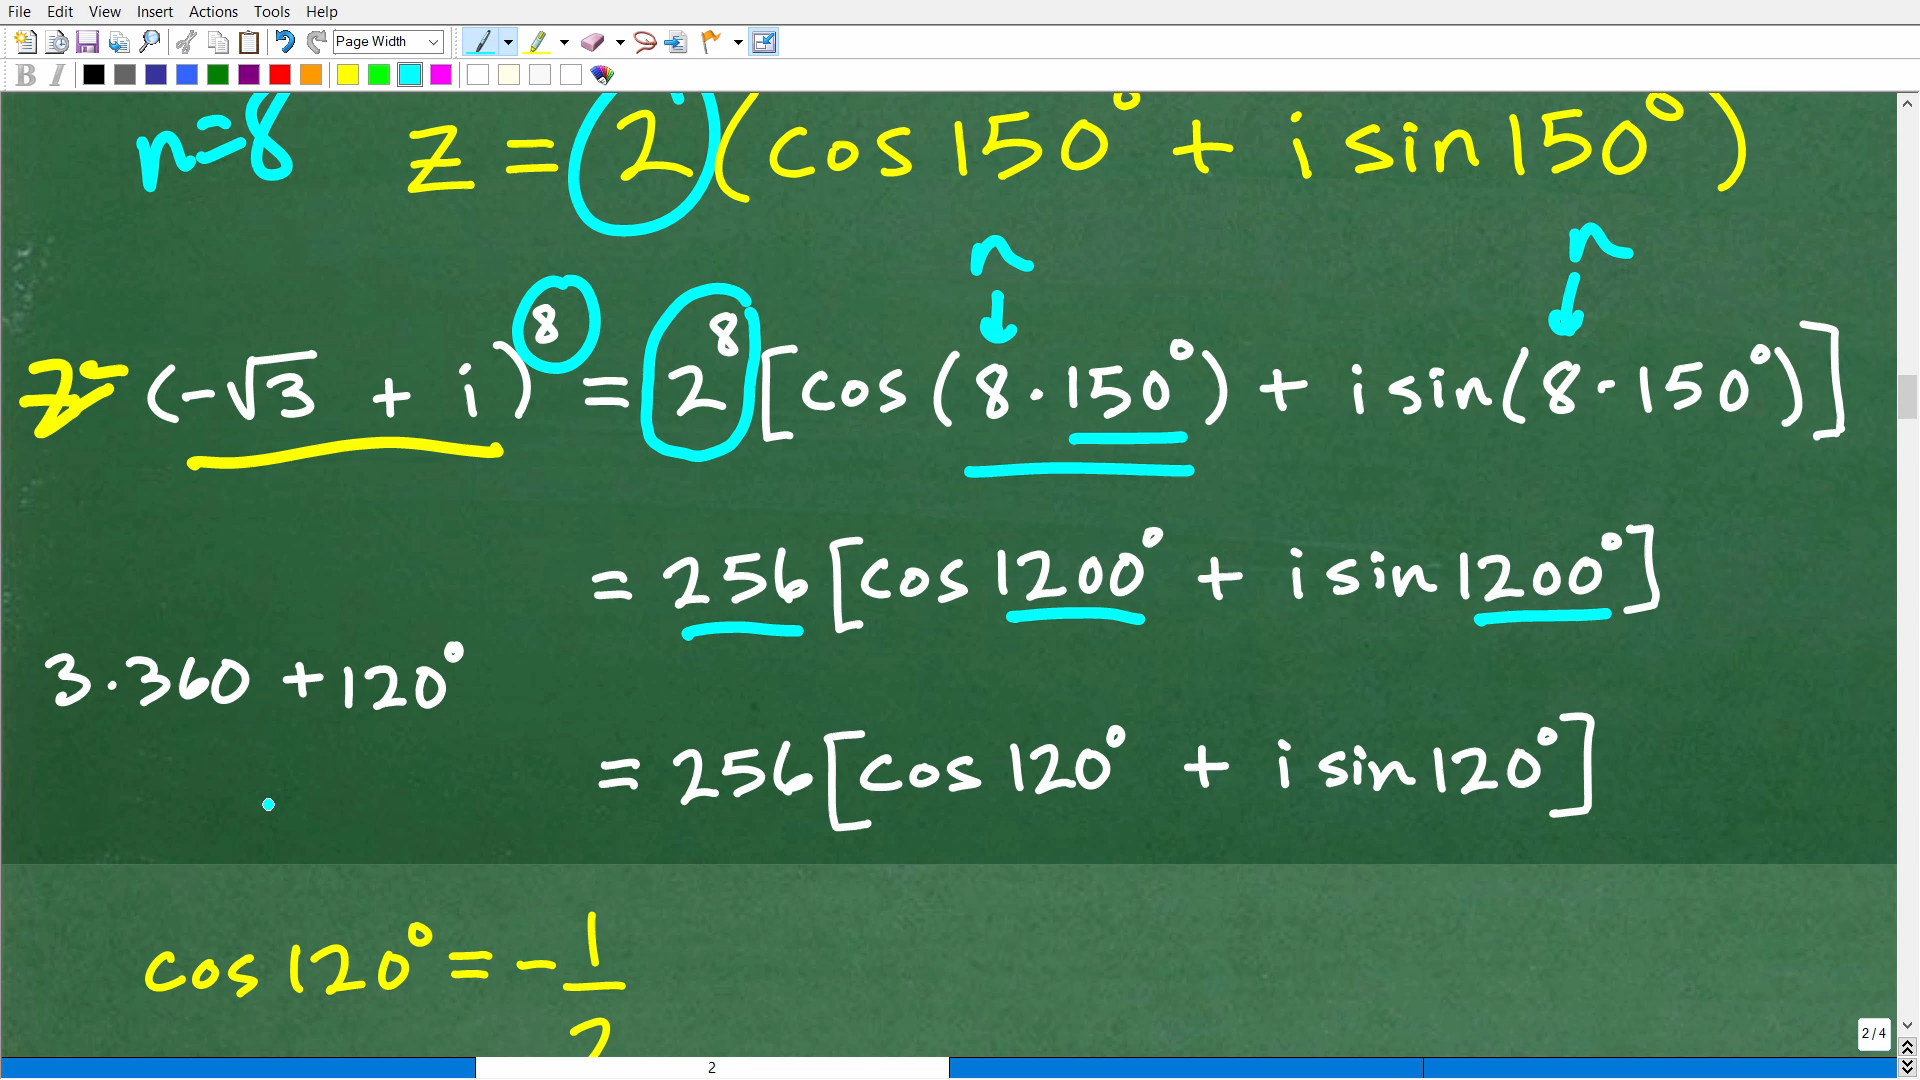 File Edit View Insert Actions Tools Help
Page Width
B I
n=8 z = 2(cos 150° + i sin 150°)
n n
z= (-√3 + i)⁸ = 2⁸[cos(8·150°) + i sin(8·150°)]
= 256[cos 1200° + i sin 1200°]
3·360 + 120°
= 256[cos 120° + i sin 120°]
cos 120° = -1/2
2 / 4
2